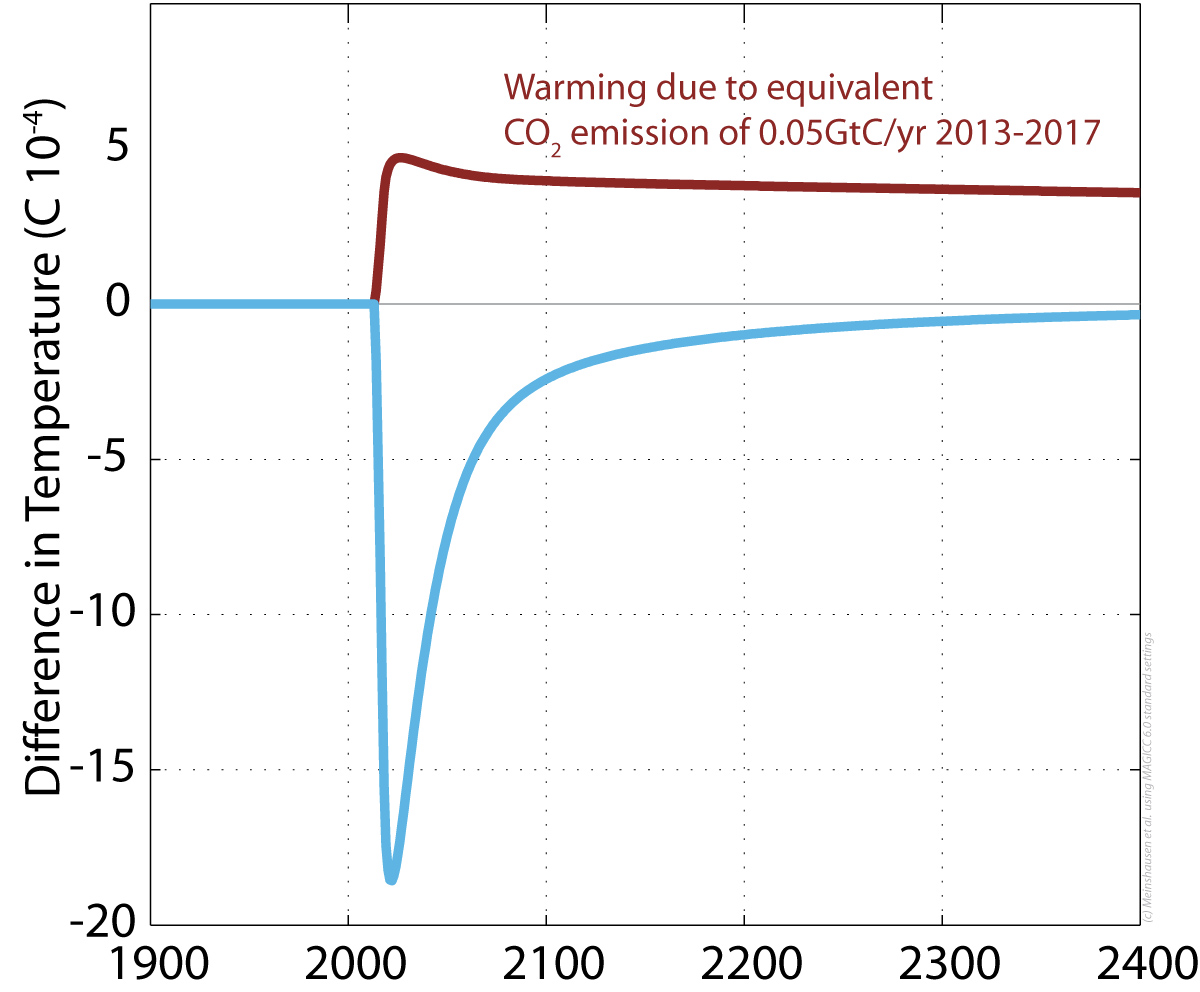 Warming due to equivalent
CO2 emission of 0.05GtC/yr 2013-2017
Difference in Temperature (C 10-4)
5
0
-5
-10
-15
-20
1900 2000 2100 2200 2300 2400
(c) Meinshausen et al. using MAGICC 6.0 standard settings